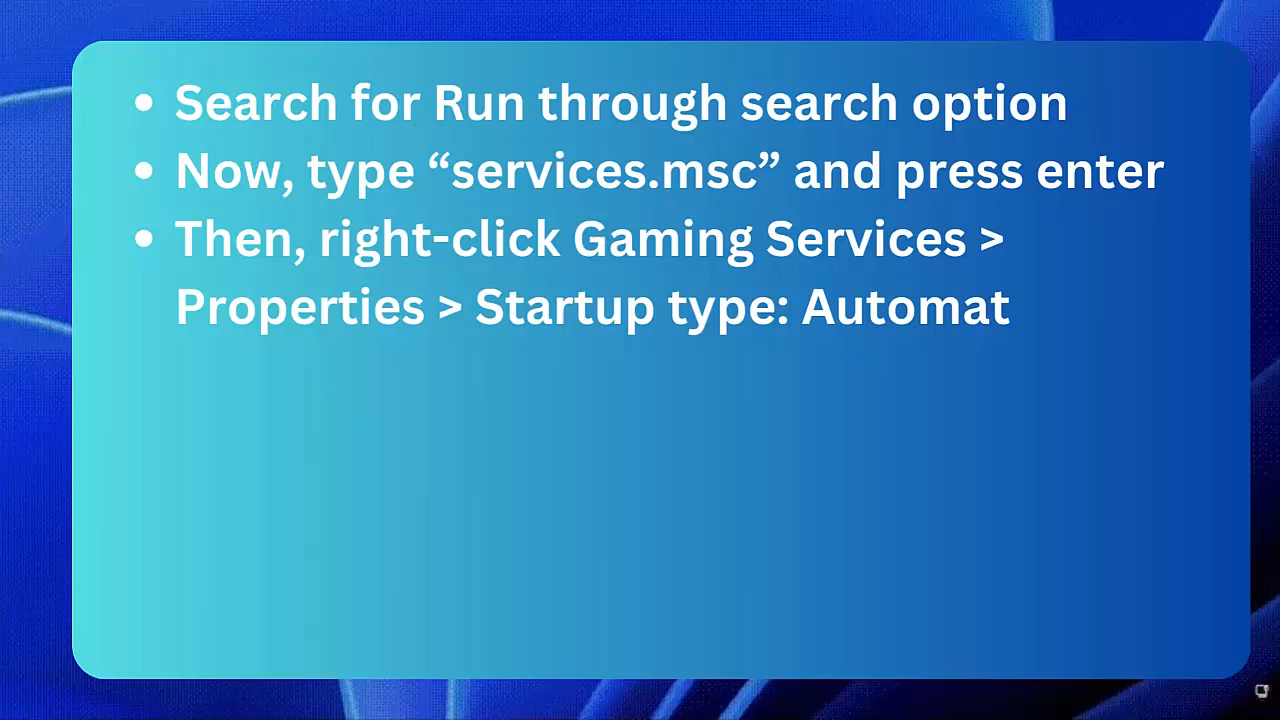 • Search for Run through search option
• Now, type “services.msc” and press enter
• Then, right-click Gaming Services >
Properties > Startup type: Automat